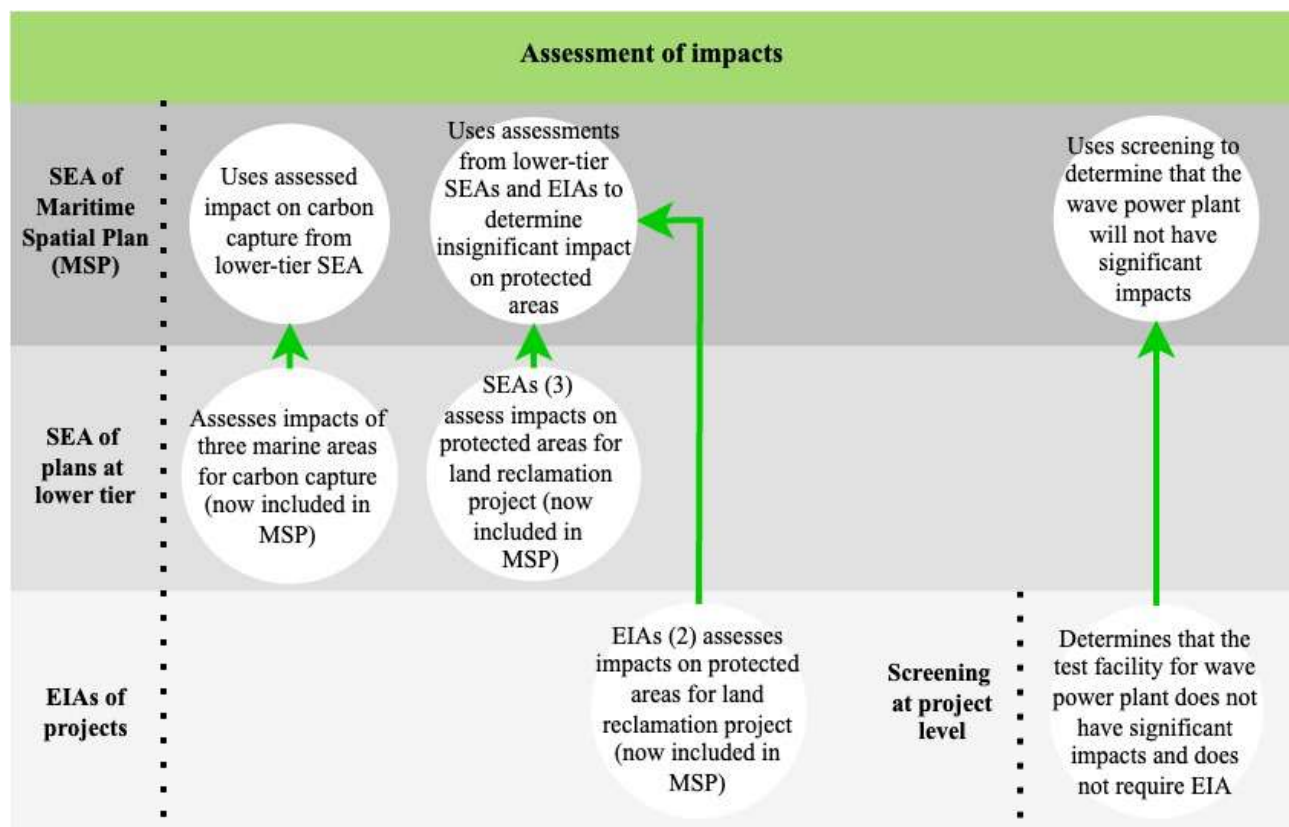 Assessment of impacts
SEA of
Maritime
Spatial Plan
(MSP)
Uses assessed
impact on carbon
capture from
lower-tier SEA
Uses assessments
from lower-tier
SEAs and EIAs to
determine
insignificant impact
on protected
areas
Uses screening to
determine that the
wave power plant
will not have
significant
impacts
SEA of
plans at
lower tier
Assesses impacts of
three marine areas
for carbon capture
(now included in
MSP)
SEAs (3)
assess impacts on
protected areas for
land reclamation
project (now
included in
MSP)
EIAs of
projects
EIAs (2) assesses
impacts on protected
areas for land
reclamation project
(now included in
MSP)
Screening
at project
level
Determines that the
test facility for wave
power plant does not
have significant
impacts and does
not require EIA